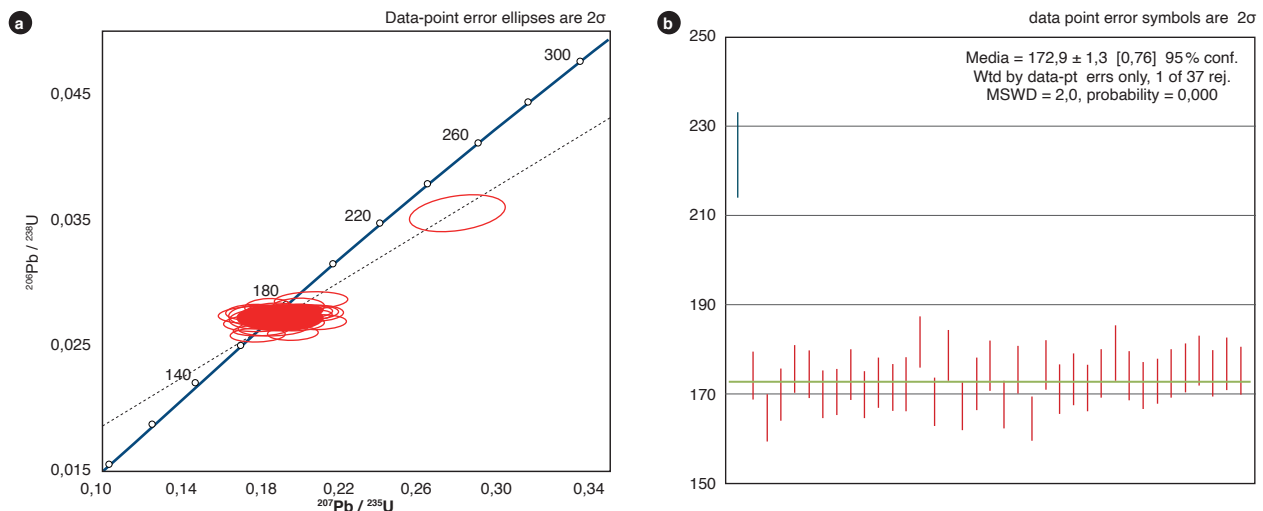 a
Data-point error ellipses are 2σ
0,045
0,035
0,025
0,015
²⁰⁶Pb / ²³⁸U
300
260
220
180
140
0,10
0,14
0,18
0,22
0,26
0,30
0,34
²⁰⁷Pb / ²³⁵U
b
data point error symbols are 2σ
Media = 172,9 ± 1,3 [0,76] 95% conf.
Wtd by data-pt errs only, 1 of 37 rej.
MSWD = 2,0, probability = 0,000
250
230
210
190
170
150